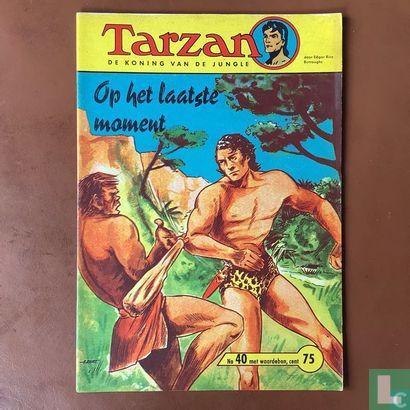 Tarzan
DE KONING VAN DE JUNGLE
door Edgar Rice
Burroughs
Op het laatste
moment
No 40 met waardebon, cent 75
catawiki